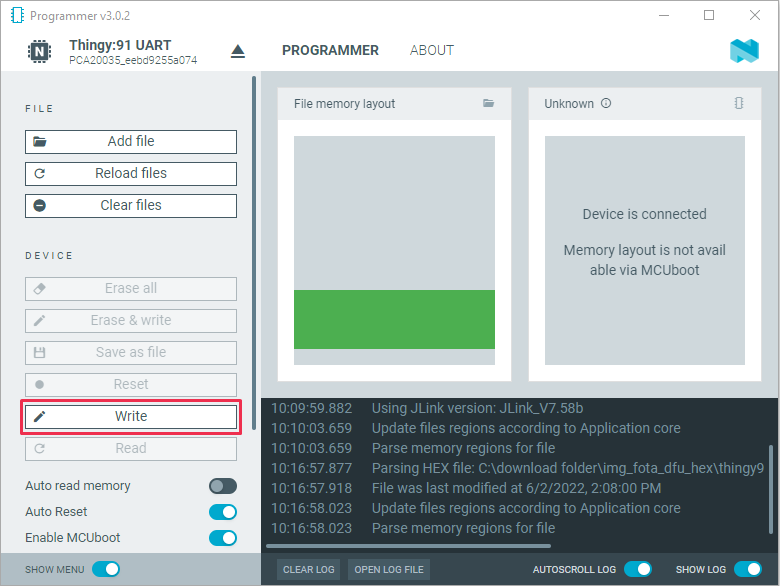 Programmer v3.0.2
Thingy:91 UART
PCA20035_eebd9255a074
PROGRAMMER
ABOUT
FILE
Add file
Reload files
Clear files
DEVICE
Erase all
Erase & write
Save as file
Reset
Write
Read
Auto read memory
Auto Reset
Enable MCUboot
SHOW MENU
File memory layout
Unknown
Device is connected
Memory layout is not avail
able via MCUboot
10:09:59.882 Using JLink version: JLink_V7.58b
10:10:03.659 Update files regions according to Application core
10:10:03.659 Parse memory regions for file
10:16:57.877 Parsing HEX file: C:\download folder\img_fota_dfu_hex\thingy9
10:16:57.918 File was last modified at 6/2/2022, 2:08:00 PM
10:16:58.023 Update files regions according to Application core
10:16:58.023 Parse memory regions for file
CLEAR LOG
OPEN LOG FILE
AUTOSCROLL LOG
SHOW LOG